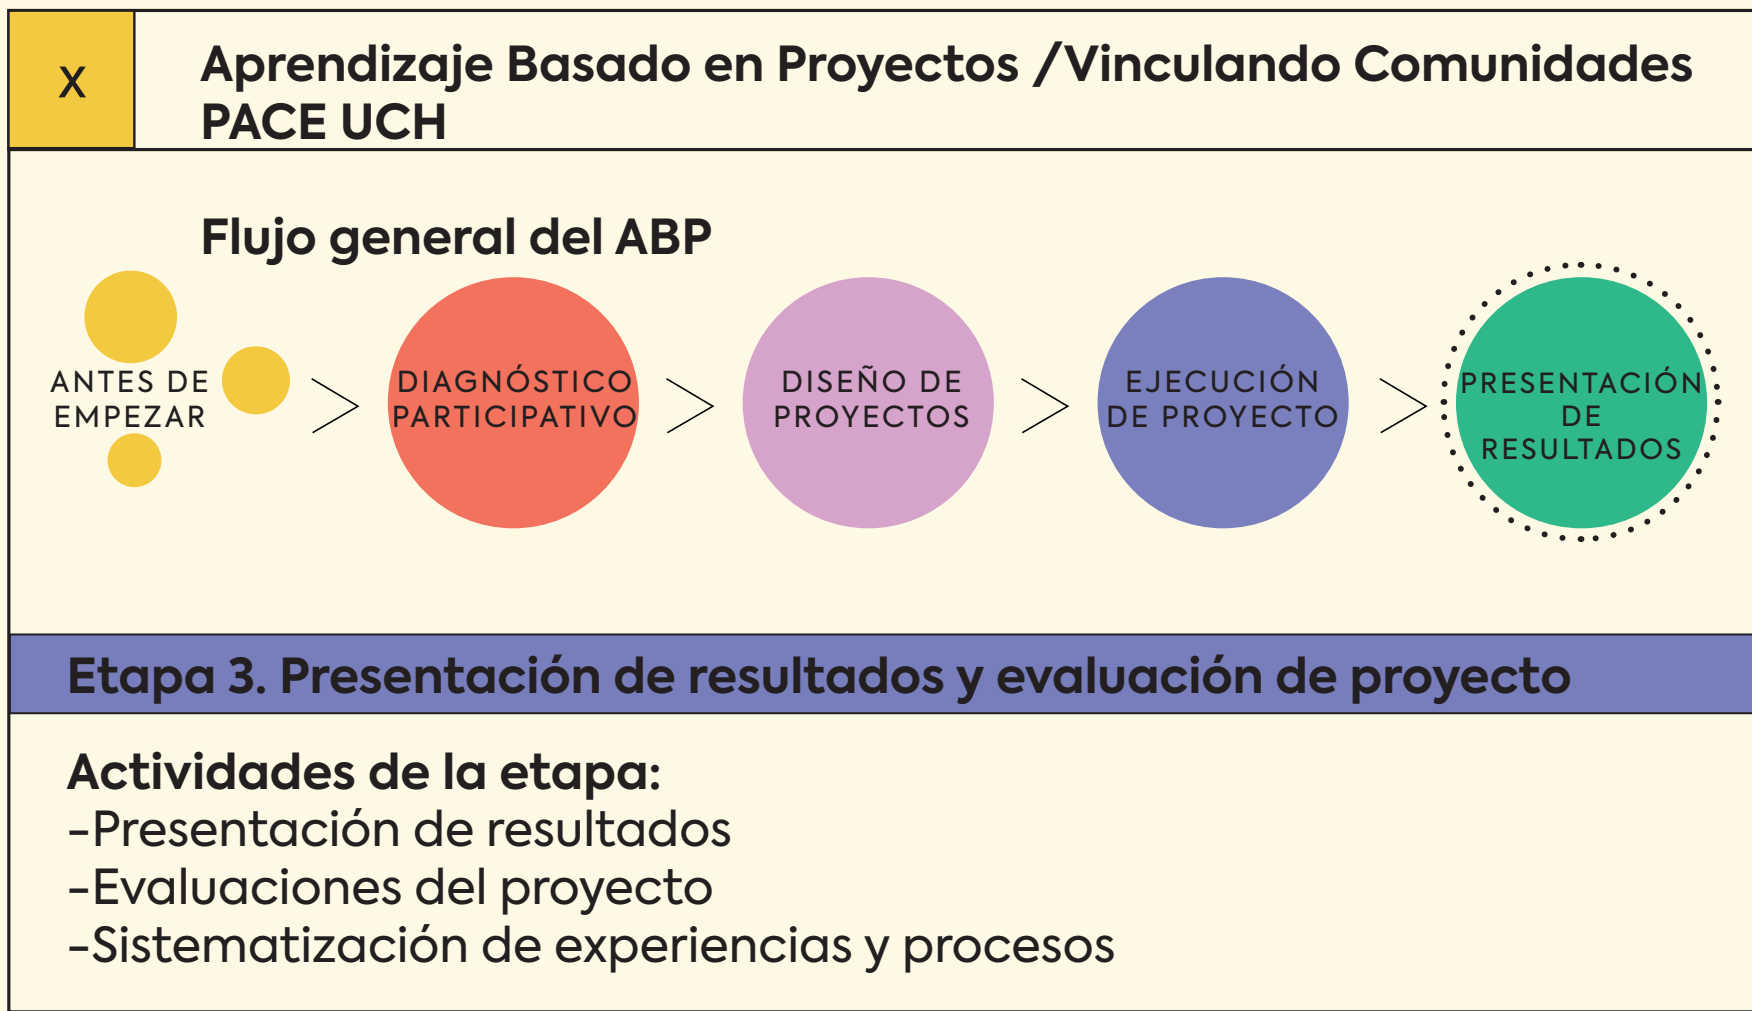 X
Aprendizaje Basado en Proyectos /Vinculando Comunidades
PACE UCH
Flujo general del ABP
ANTES DE
EMPEZAR
DIAGNÓSTICO
PARTICIPATIVO
DISEÑO DE
PROYECTOS
EJECUCIÓN
DE PROYECTO
PRESENTACIÓN
DE
RESULTADOS
Etapa 3. Presentación de resultados y evaluación de proyecto
Actividades de la etapa:
-Presentación de resultados
-Evaluaciones del proyecto
-Sistematización de experiencias y procesos